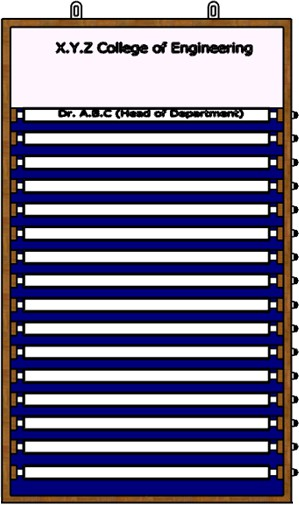 X.Y.Z College of Engineering
Dr. A.B.C (Head of Department)